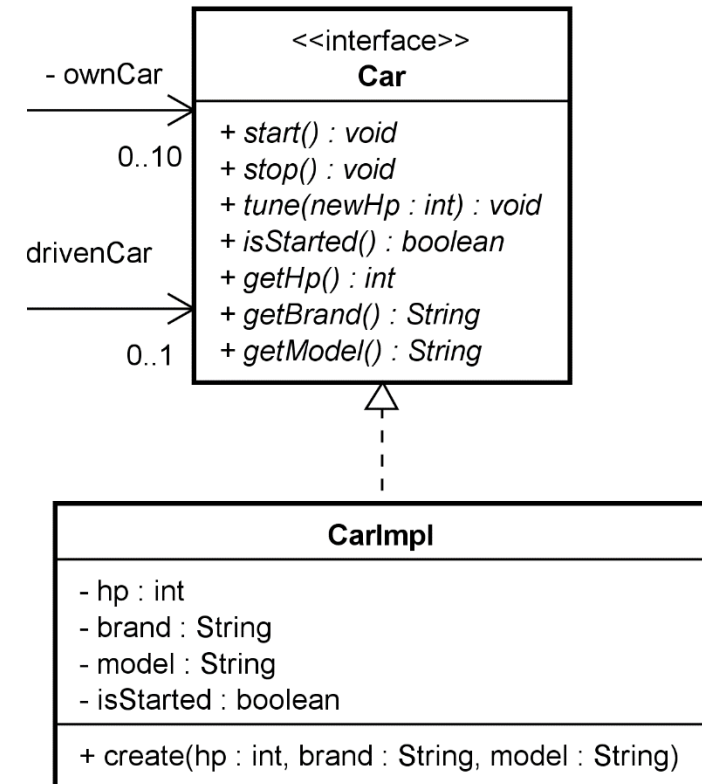 <<interface>>
Car
- ownCar
0..10
+ start() : void
+ stop() : void
+ tune(newHp : int) : void
+ isStarted() : boolean
+ getHp() : int
+ getBrand() : String
+ getModel() : String
drivenCar
0..1
CarImpl
- hp : int
- brand : String
- model : String
- isStarted : boolean
+ create(hp : int, brand : String, model : String)